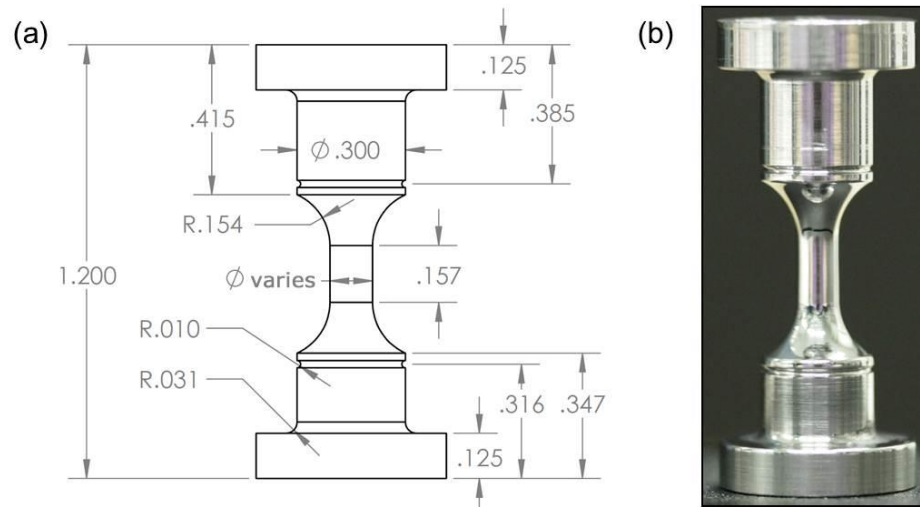 (a)
(b)
.125
.415
.385
Ø .300
R.154
1.200
Ø varies
.157
R.010
R.031
.316
.347
.125